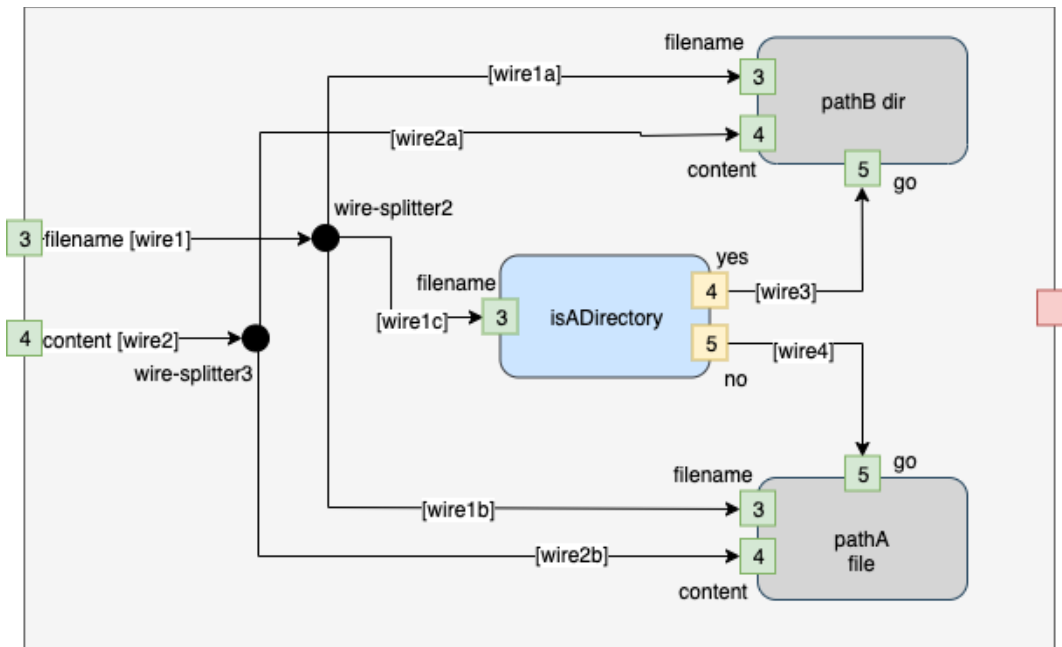 filename
[wire1a]
3
pathB dir
4
[wire2a]
content
5
go
wire-splitter2
3
filename [wire1]
yes
filename
4
[wire3]
3
isADirectory
[wire1c]
4
content [wire2]
5
[wire4]
wire-splitter3
no
go
5
filename
[wire1b]
3
pathA
file
[wire2b]
4
content